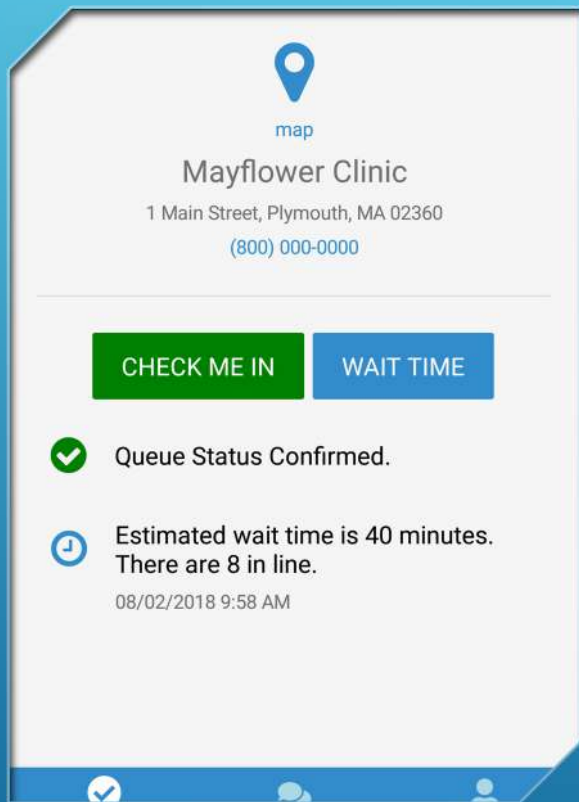 map
Mayflower Clinic
1 Main Street, Plymouth, MA 02360
(800) 000-0000
CHECK ME IN
WAIT TIME
Queue Status Confirmed.
Estimated wait time is 40 minutes.
There are 8 in line.
08/02/2018 9:58 AM